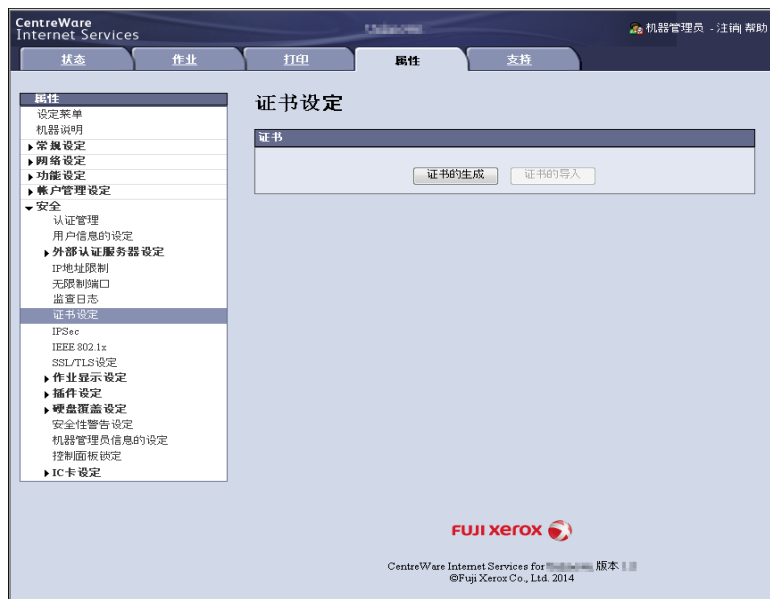 CentreWare
Internet Services
机器管理员 - 注销| 帮助
状态
作业
打印
属性
支持
属性
设定菜单
机器说明
常规设定
网络设定
功能设定
帐户管理设定
安全
认证管理
用户信息的设定
外部认证服务器设定
IP地址限制
无限制端口
监查日志
证书设定
IPSec
IEEE 802.1x
SSL/TLS设定
作业显示设定
插件设定
硬盘覆盖设定
安全性警告设定
机器管理员信息的设定
控制面板锁定
IC卡设定
证书设定
证书
证书的生成
证书的导入
FUJI XEROX
CentreWare Internet Services for 版本
©Fuji Xerox Co., Ltd. 2014